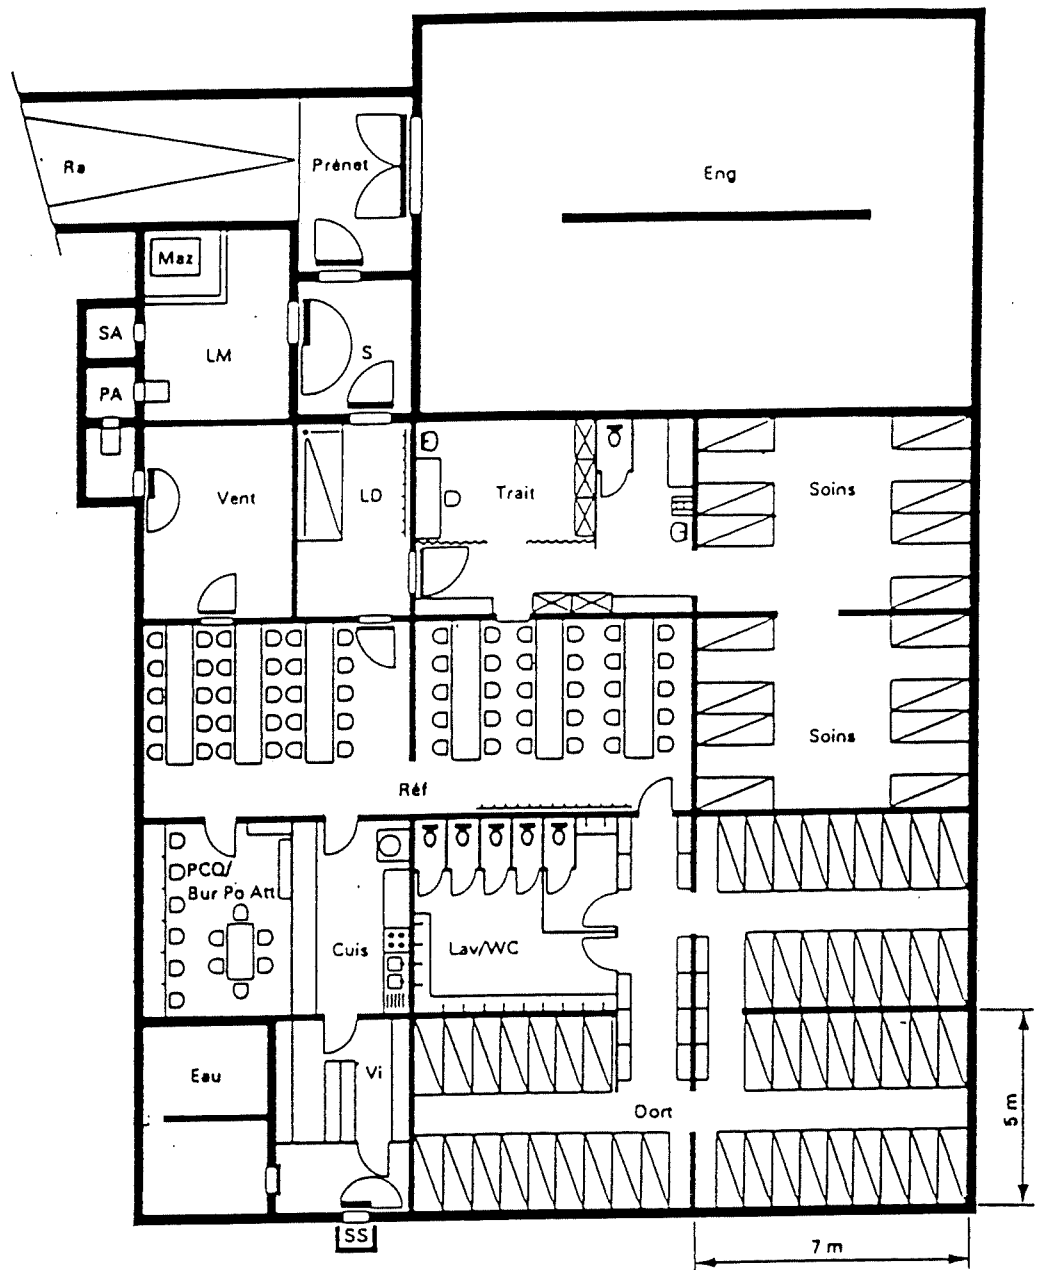 Ra
Prénet
Eng
Maz
SA
LM
S
PA
Vent
LD
Trait
Soins
Soins
Réf
PCQ/
Bur Po Att
Cuis
Lav/WC
Eau
Vi
Dort
5 m
SS
7 m